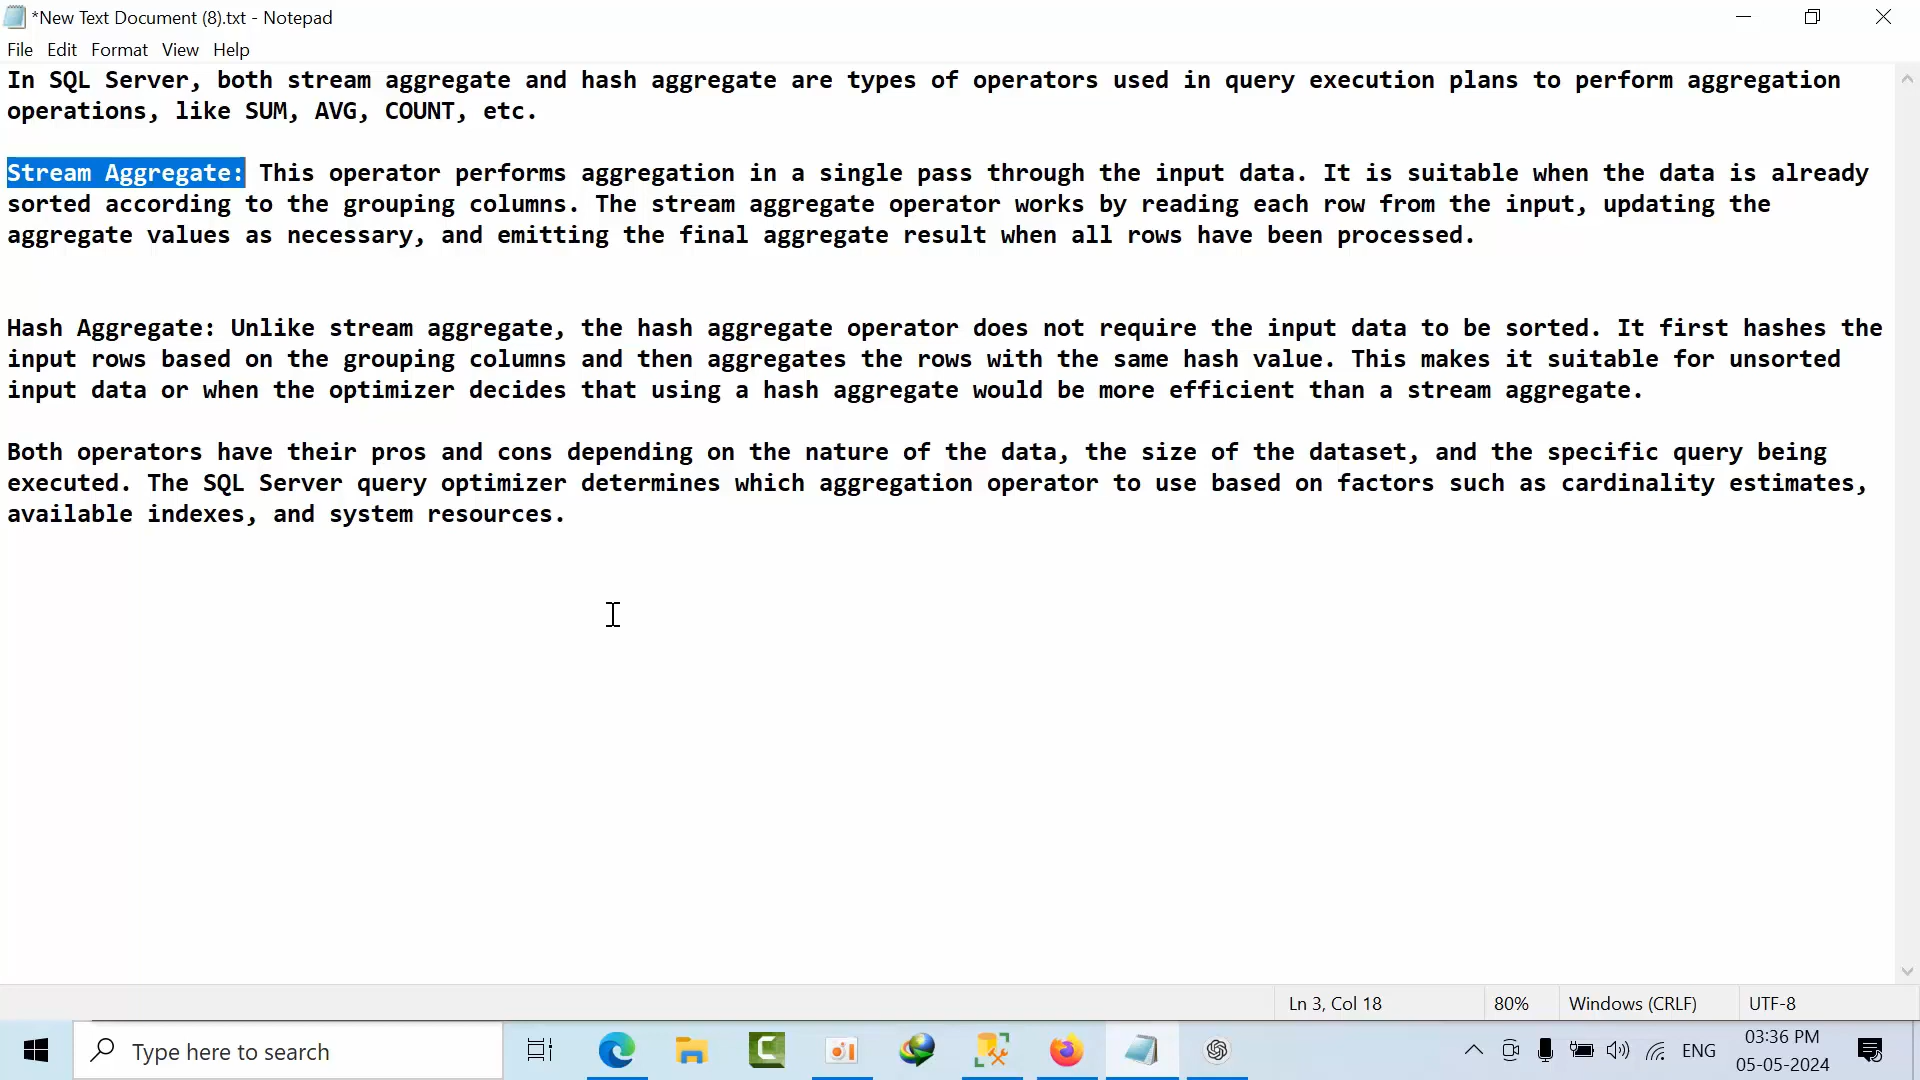 *New Text Document (8).txt - Notepad
File Edit Format View Help
In SQL Server, both stream aggregate and hash aggregate are types of operators used in query execution plans to perform aggregation
operations, like SUM, AVG, COUNT, etc.
Stream Aggregate: This operator performs aggregation in a single pass through the input data. It is suitable when the data is already
sorted according to the grouping columns. The stream aggregate operator works by reading each row from the input, updating the
aggregate values as necessary, and emitting the final aggregate result when all rows have been processed.
Hash Aggregate: Unlike stream aggregate, the hash aggregate operator does not require the input data to be sorted. It first hashes the
input rows based on the grouping columns and then aggregates the rows with the same hash value. This makes it suitable for unsorted
input data or when the optimizer decides that using a hash aggregate would be more efficient than a stream aggregate.
Both operators have their pros and cons depending on the nature of the data, the size of the dataset, and the specific query being
executed. The SQL Server query optimizer determines which aggregation operator to use based on factors such as cardinality estimates,
available indexes, and system resources.
Ln 3, Col 18 80% Windows (CRLF) UTF-8
Type here to search ENG 03:36 PM
05-05-2024